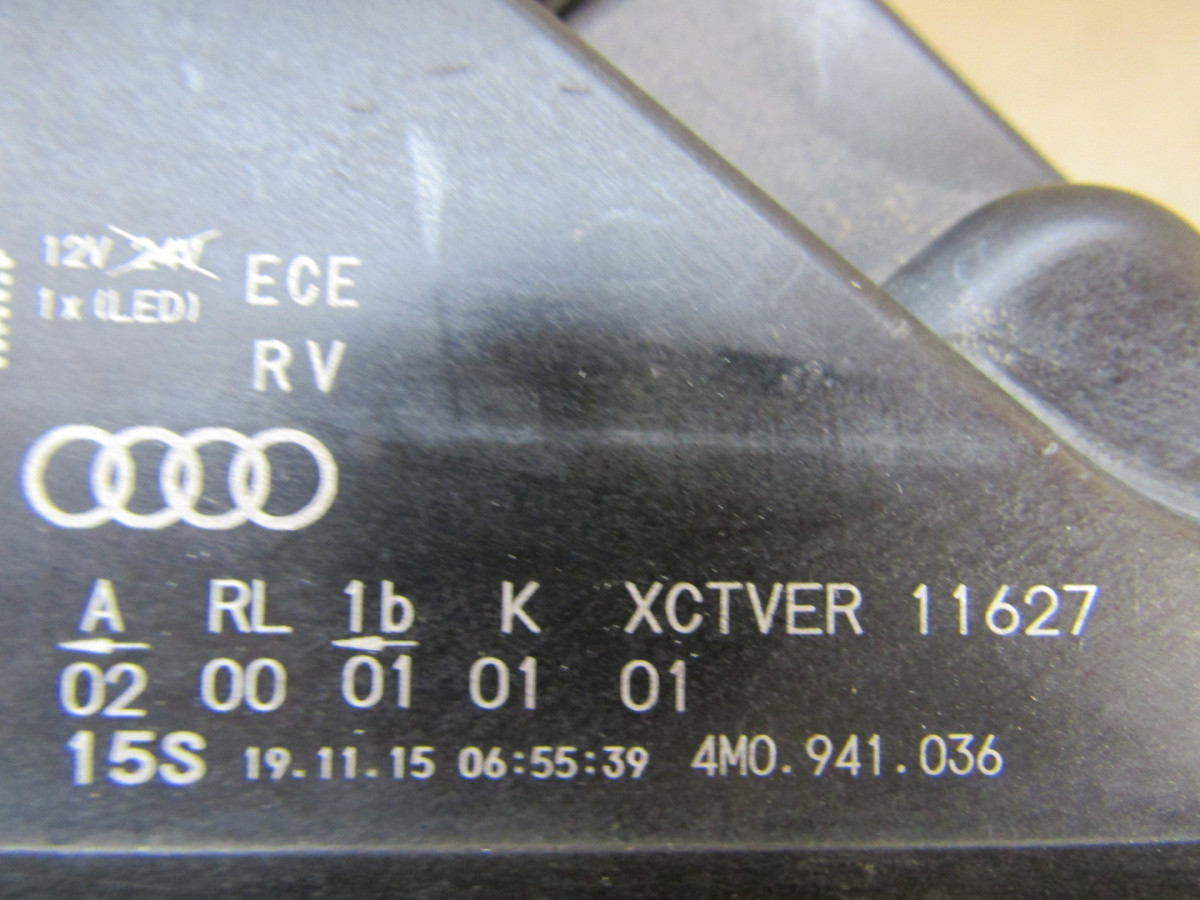 12V 24V ECE
1x (LED)
RV
A RL 1b K XCTVER 11627
02 00 01 01 01
15S 19.11.15 06:55:39 4M0.941.036